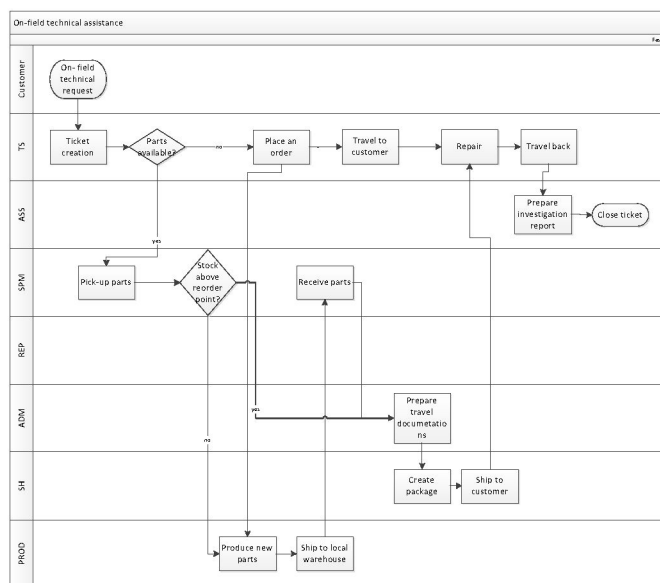 On-field technical assistance
Customer
On- field
technical
request
TS
Ticket
creation
Parts
available?
no
Place an
order
Travel to
customer
Repair
Travel back
ASS
Prepare
investigation
report
Close ticket
yes
SPM
Pick-up parts
Stock
above
reorder
point?
Receive parts
REP
ADM
yes
no
Prepare
travel
documetatio
ns
SH
Create
package
Ship to
customer
PROD
Produce new
parts
Ship to local
warehouse